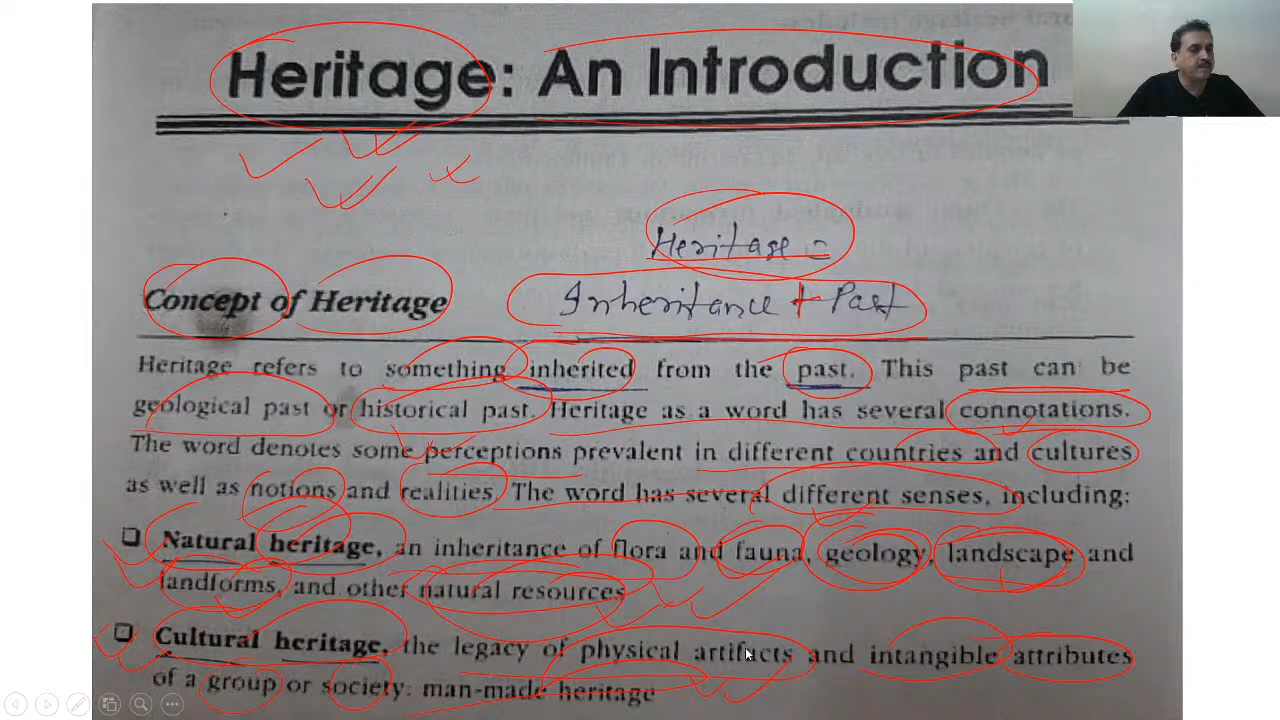 Heritage: An Introduction
Heritage =
Concept of Heritage
Inheritance + Past
Heritage refers to something inherited from the past. This past can be
geological past or historical past. Heritage as a word has several connotations.
The word denotes some perceptions prevalent in different countries and cultures
as well as notions and realities. The word has several different senses, including:
❑ Natural heritage, an inheritance of flora and fauna, geology, landscape and
landforms, and other natural resources
❑ Cultural heritage, the legacy of physical artifacts and intangible attributes
of a group or society: man-made heritage